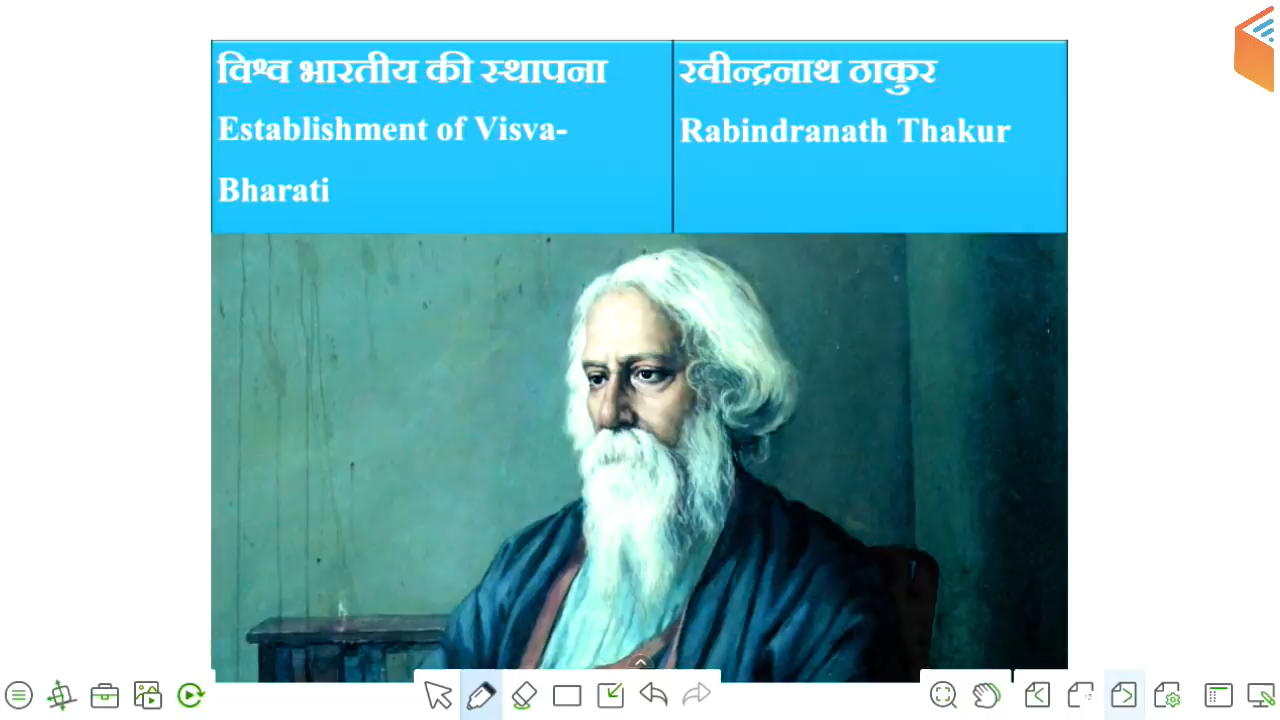 विश्व भारतीय की स्थापना
Establishment of Visva-
Bharati
रवीन्द्रनाथ ठाकुर
Rabindranath Thakur